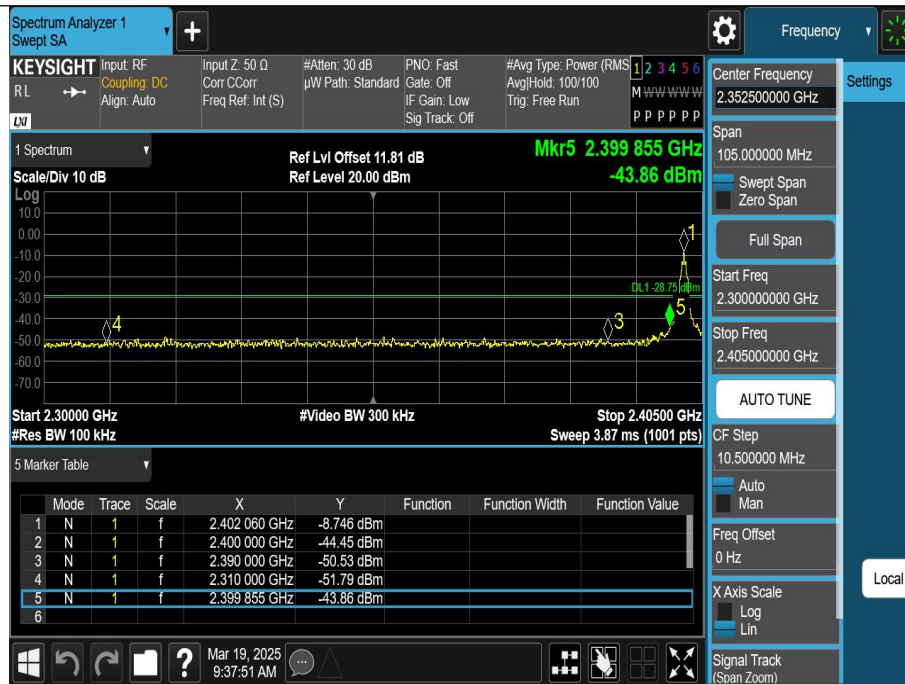 Spectrum Analyzer 1
Swept SA
+
Frequency
KEYSIGHT
RL
LXI
Input: RF
Coupling: DC
Align: Auto
Input Z: 50 Ω
Corr CCorr
Freq Ref: Int (S)
#Atten: 30 dB
µW Path: Standard
PNO: Fast
Gate: Off
IF Gain: Low
Sig Track: Off
#Avg Type: Power (RMS
Avg|Hold: 100/100
Trig: Free Run
1 2 3 4 5 6
M W W W W W
P P P P P P
1 Spectrum
Scale/Div 10 dB
Ref Lvl Offset 11.81 dB
Ref Level 20.00 dBm
Mkr5 2.399 855 GHz
-43.86 dBm
Log
10.0
0.00
-10.0
-20.0
-30.0
-40.0
-50.0
-60.0
-70.0
1
DL1 -28.75 dBm
5
3
4
Start 2.30000 GHz
#Res BW 100 kHz
#Video BW 300 kHz
Stop 2.40500 GHz
Sweep 3.87 ms (1001 pts)
5 Marker Table
Mode Trace Scale X Y Function Function Width Function Value
1 N 1 f 2.402 060 GHz -8.746 dBm
2 N 1 f 2.400 000 GHz -44.45 dBm
3 N 1 f 2.390 000 GHz -50.53 dBm
4 N 1 f 2.310 000 GHz -51.79 dBm
5 N 1 f 2.399 855 GHz -43.86 dBm
6
?
Mar 19, 2025
9:37:51 AM
Center Frequency
2.352500000 GHz
Span
105.000000 MHz
Swept Span
Zero Span
Full Span
Start Freq
2.300000000 GHz
Stop Freq
2.405000000 GHz
AUTO TUNE
CF Step
10.500000 MHz
Auto
Man
Freq Offset
0 Hz
X Axis Scale
Log
Lin
Signal Track
(Span Zoom)
Settings
Local